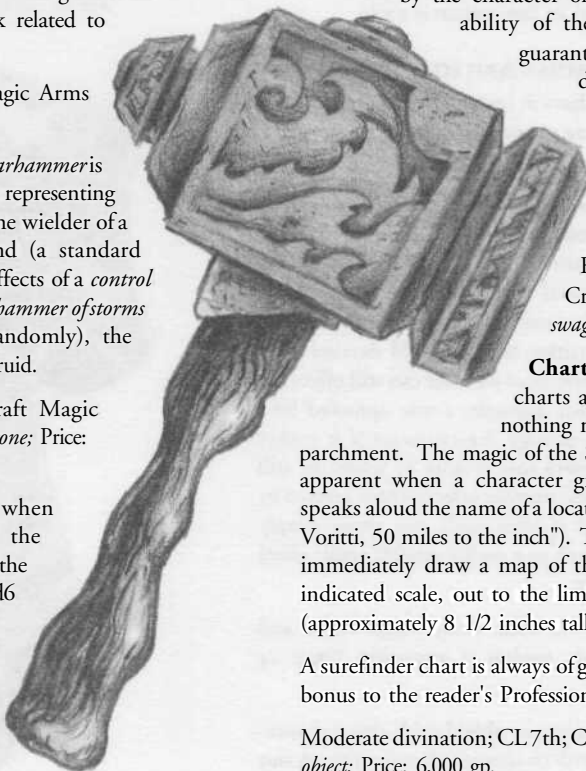 k related to
agic Arms
arhammer is
representing
ne wielder of a
nd (a standard
ffects of a control
hammer of storms
andomly), the
ruid.
raft Magic
one; Price:
when
the
the
d6
by the character or
ability of the
guarant
c
Cr
swag
Chart
charts a
nothing m
parchment. The magic of the
apparent when a character g
speaks aloud the name of a locat
Voritti, 50 miles to the inch"). T
immediately draw a map of th
indicated scale, out to the lim
(approximately 8 1/2 inches tall
A surefinder chart is always of g
bonus to the reader's Profession
Moderate divination; CL 7th; C
object; Price: 6,000 gp.